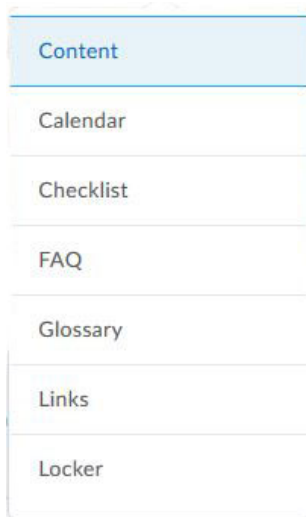 Content
Calendar
Checklist
FAQ
Glossary
Links
Locker